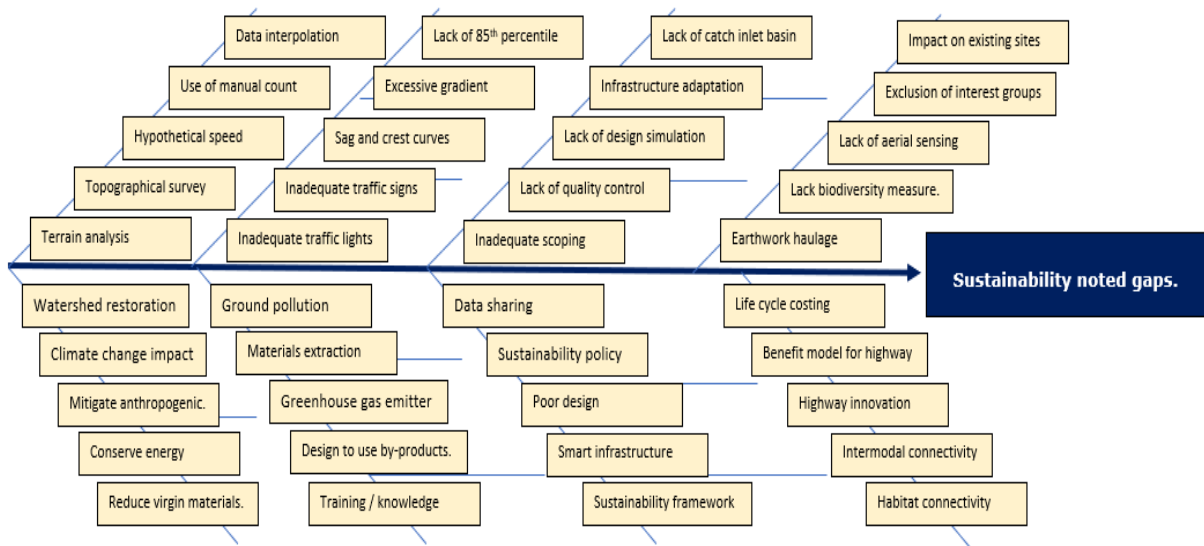 Data interpolation
Lack of 85th percentile
Lack of catch inlet basin
Impact on existing sites
Use of manual count
Excessive gradient
Infrastructure adaptation
Exclusion of interest groups
Hypothetical speed
Sag and crest curves
Lack of design simulation
Lack of aerial sensing
Topographical survey
Inadequate traffic signs
Lack of quality control
Lack biodiversity measure.
Terrain analysis
Inadequate traffic lights
Inadequate scoping
Earthwork haulage
Sustainability noted gaps.
Watershed restoration
Ground pollution
Data sharing
Life cycle costing
Climate change impact
Materials extraction
Sustainability policy
Benefit model for highway
Mitigate anthropogenic.
Greenhouse gas emitter
Poor design
Highway innovation
Conserve energy
Design to use by-products.
Smart infrastructure
Intermodal connectivity
Reduce virgin materials.
Training / knowledge
Sustainability framework
Habitat connectivity